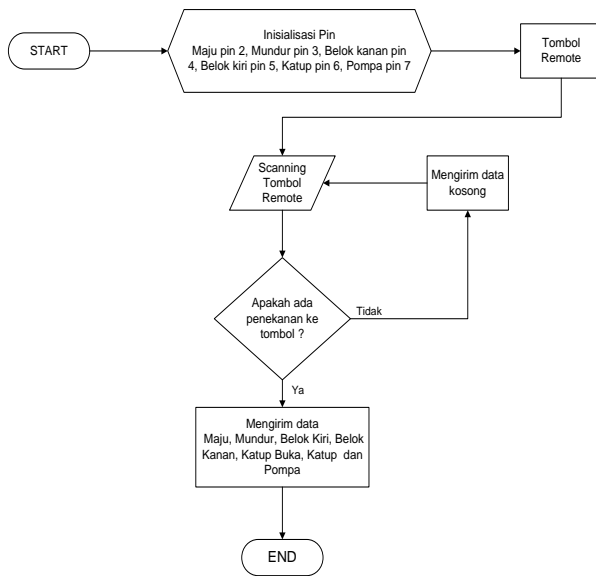 START
Inisialisasi Pin
Maju pin 2, Mundur pin 3, Belok kanan pin
4, Belok kiri pin 5, Katup pin 6, Pompa pin 7
Tombol
Remote
Scanning
Tombol
Remote
Mengirim data
kosong
Apakah ada
penekanan ke
tombol ?
Tidak
Ya
Mengirim data
Maju, Mundur, Belok Kiri, Belok
Kanan, Katup Buka, Katup dan
Pompa
END